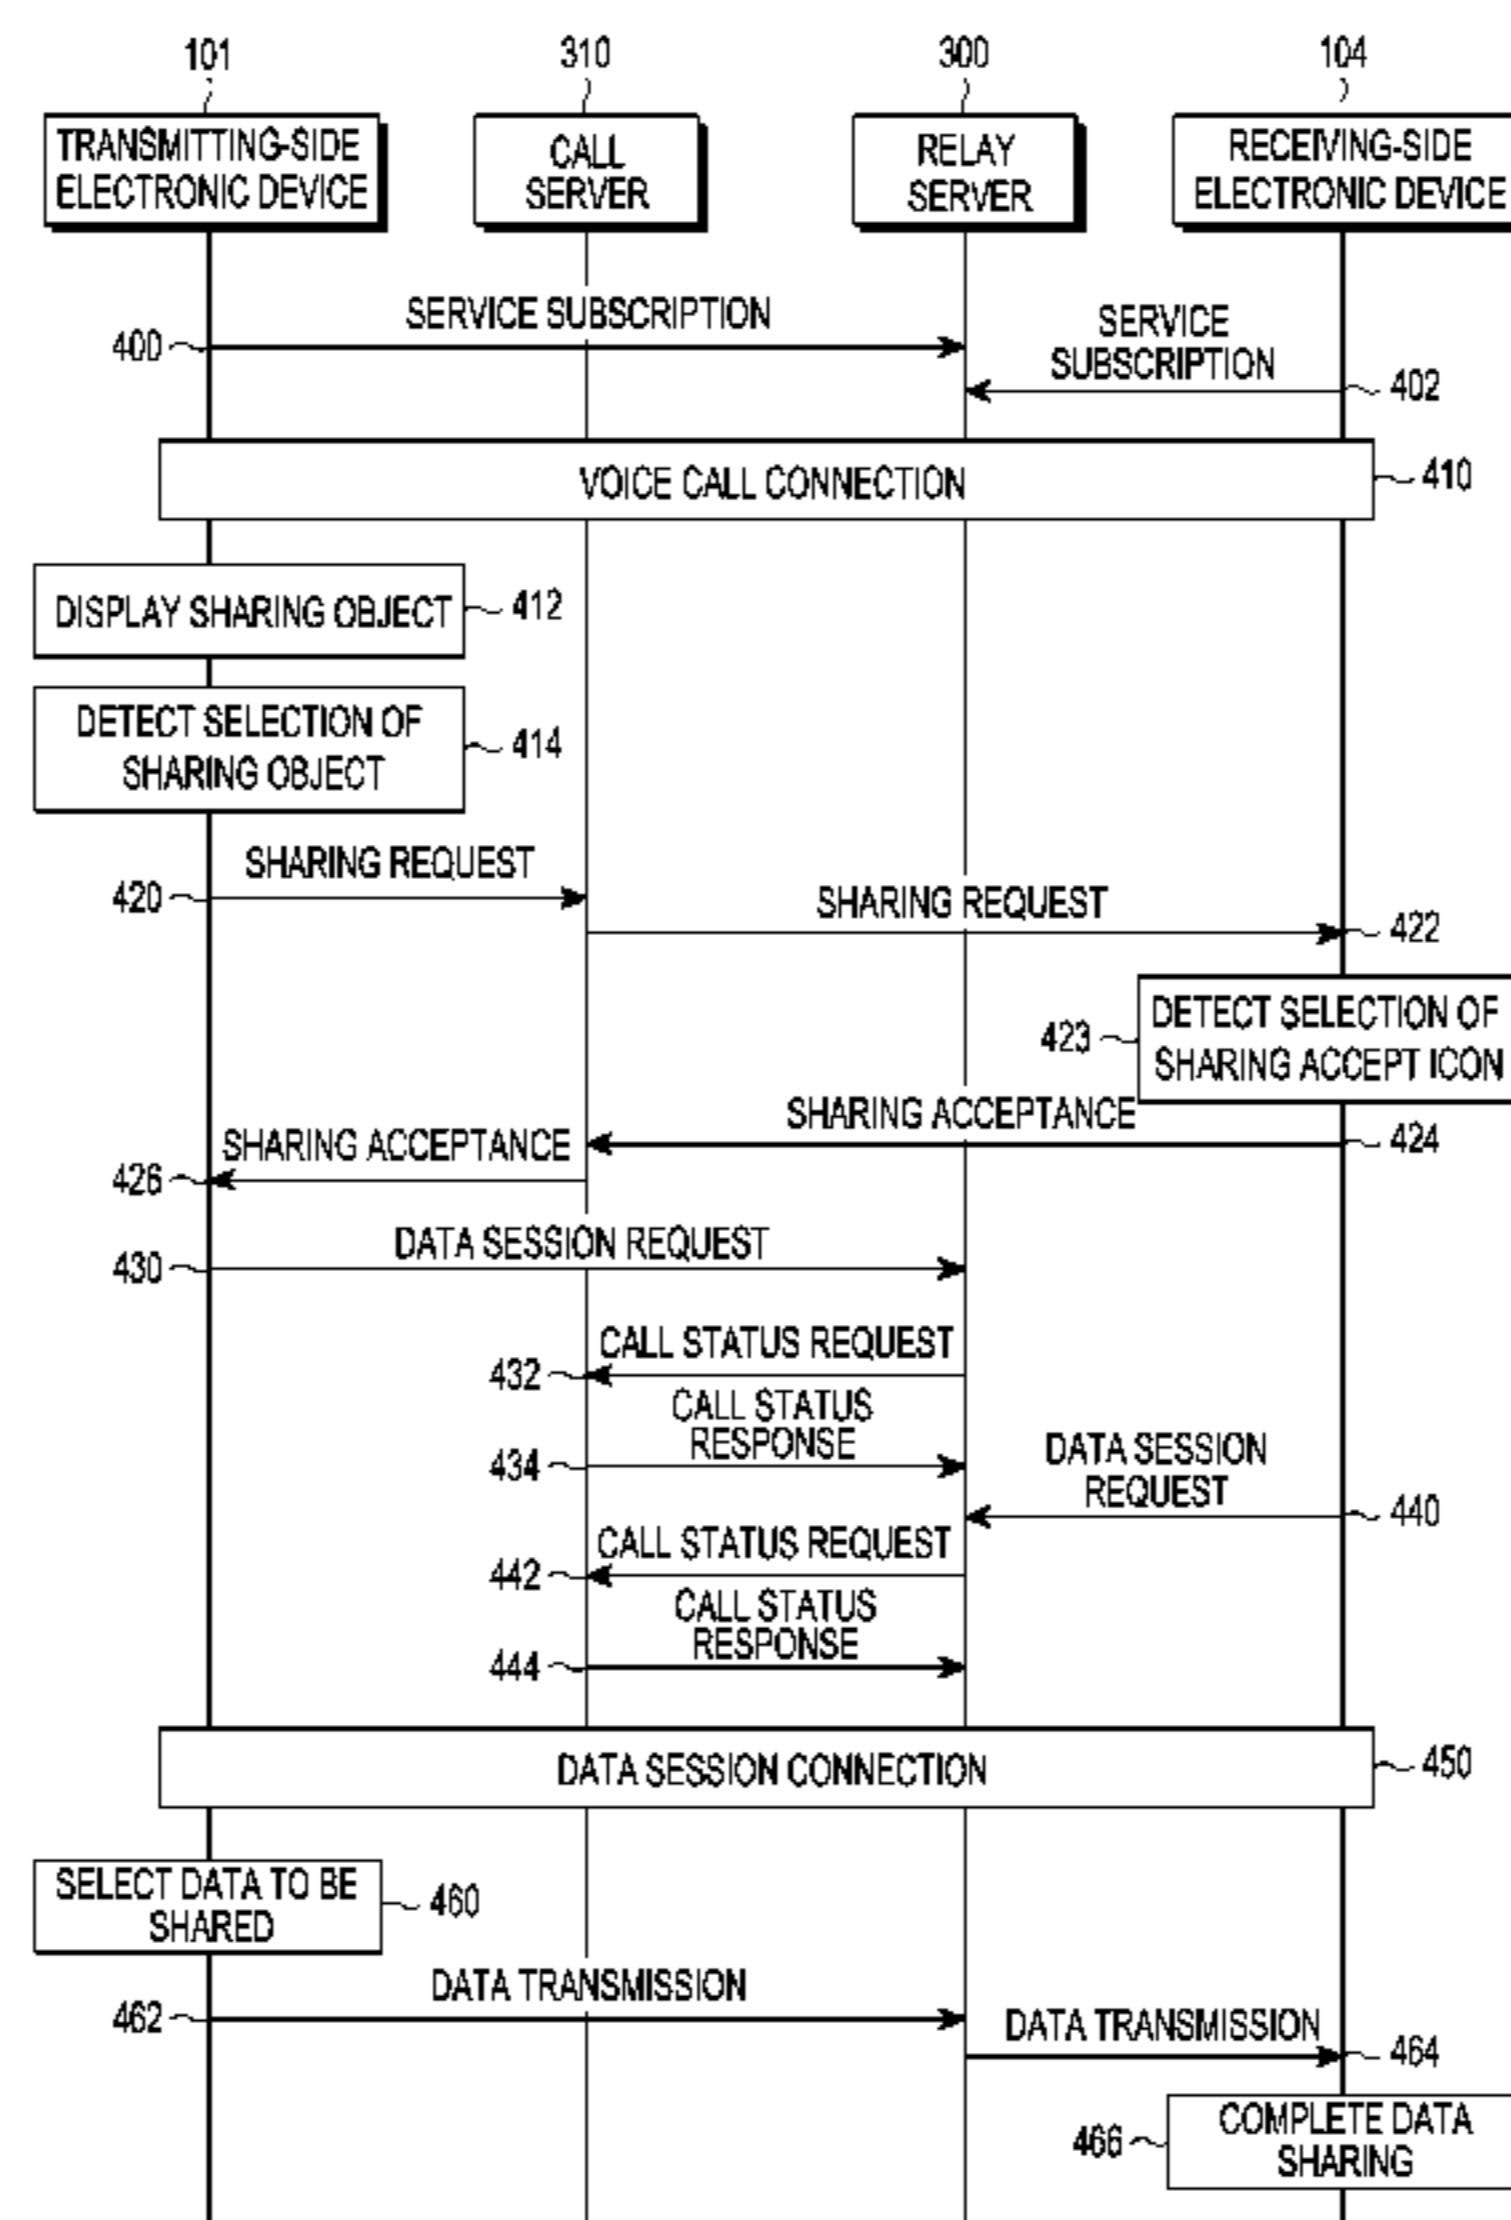 101
310
300
104
TRANSMITTING-SIDE
ELECTRONIC DEVICE
CALL
SERVER
RELAY
SERVER
RECEIVING-SIDE
ELECTRONIC DEVICE
SERVICE SUBSCRIPTION
400
SERVICE
SUBSCRIPTION
402
VOICE CALL CONNECTION
410
DISPLAY SHARING OBJECT
412
DETECT SELECTION OF
SHARING OBJECT
414
SHARING REQUEST
420
SHARING REQUEST
422
DETECT SELECTION OF
SHARING ACCEPT ICON
423
SHARING ACCEPTANCE
424
SHARING ACCEPTANCE
426
DATA SESSION REQUEST
430
CALL STATUS REQUEST
432
CALL STATUS
RESPONSE
434
DATA SESSION
REQUEST
440
CALL STATUS REQUEST
442
CALL STATUS
RESPONSE
444
DATA SESSION CONNECTION
450
SELECT DATA TO BE
SHARED
460
DATA TRANSMISSION
462
DATA TRANSMISSION
464
COMPLETE DATA
SHARING
466